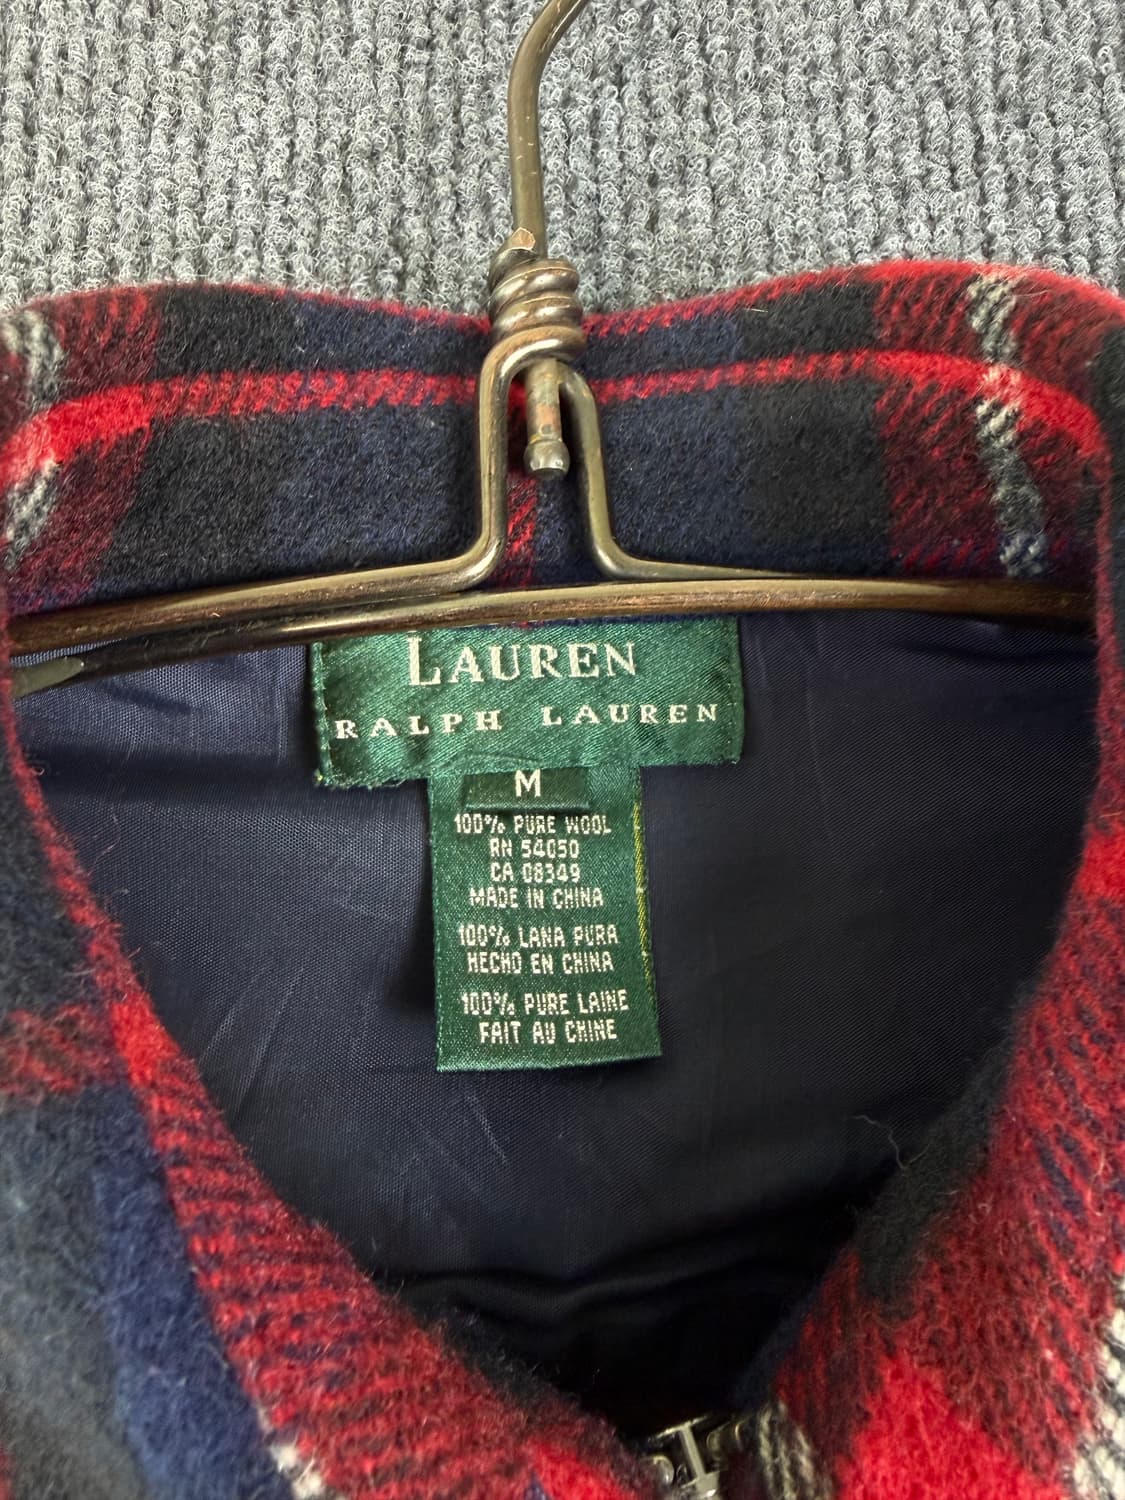 LAUREN
RALPH LAUREN
M
100% PURE WOOL
RN 54050
CA 08349
MADE IN CHINA
100% LANA PURA
HECHO EN CHINA
100% PURE LAINE
FAIT AU CHINE